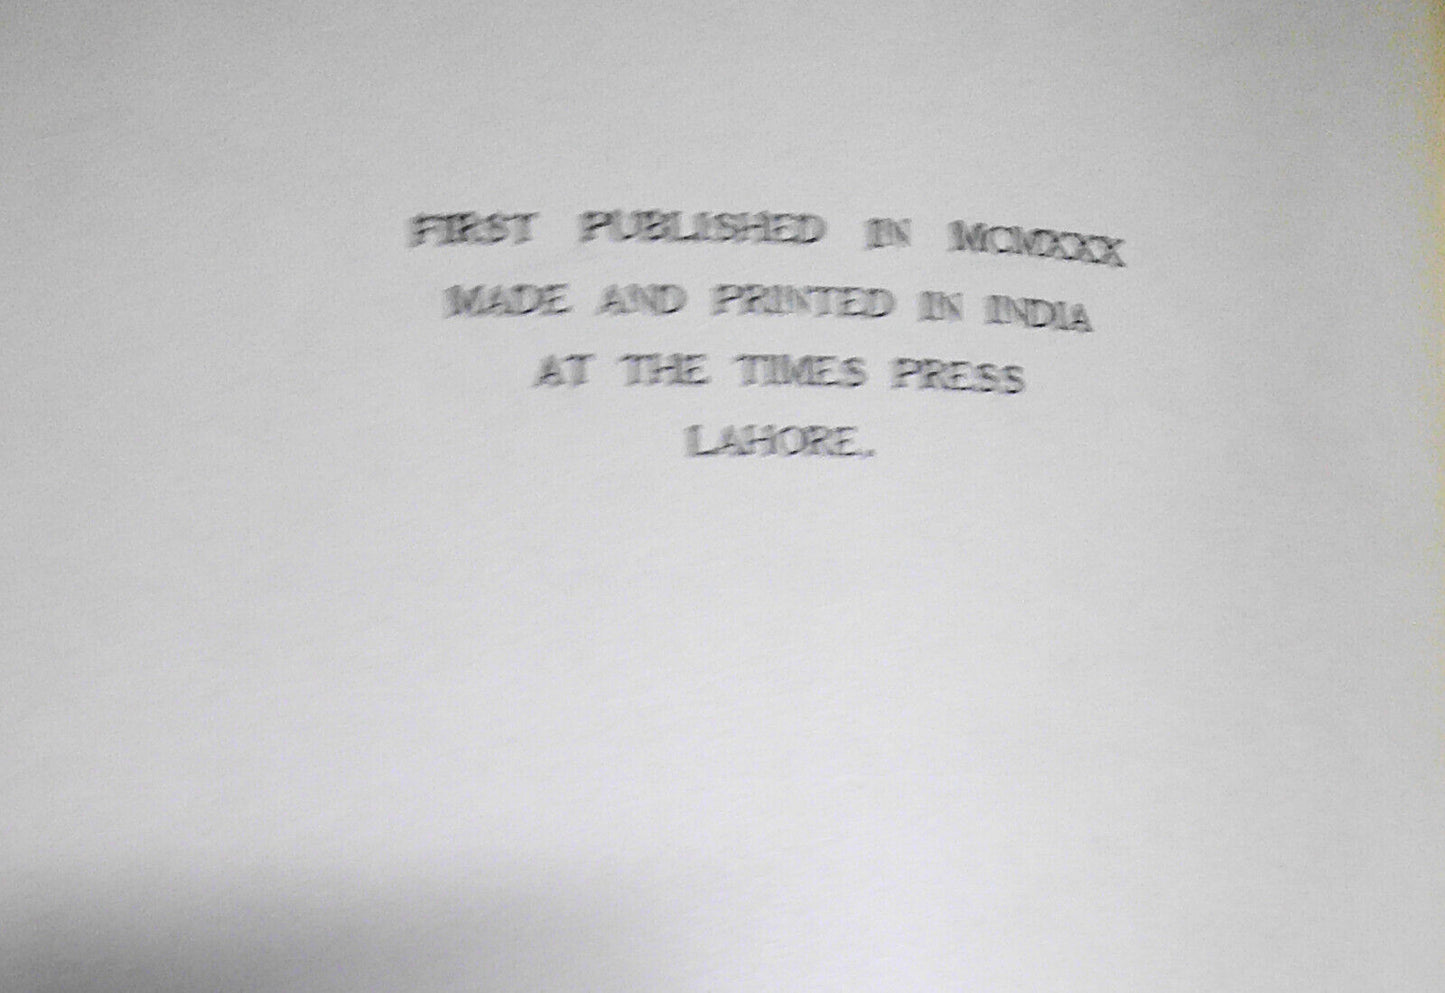 FIRST PUBLISHED IN MCMXXX
MADE AND PRINTED IN INDIA
AT THE TIMES PRESS
LAHORE.